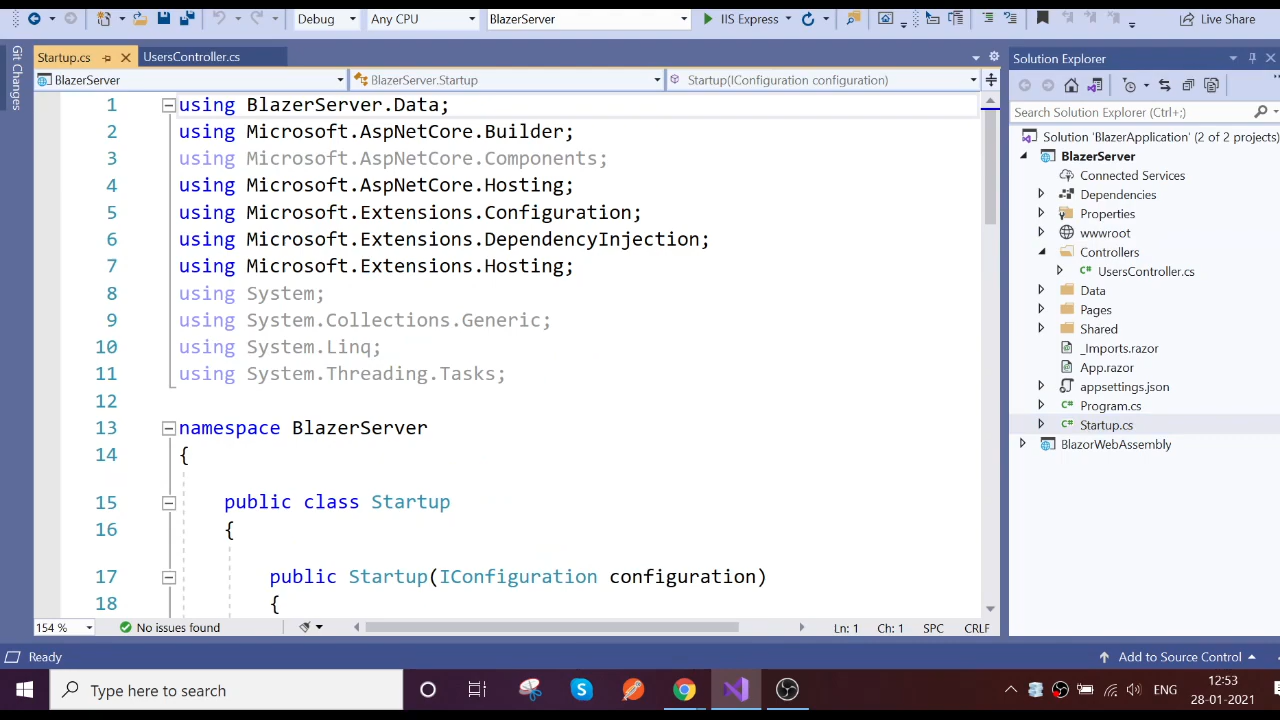 Debug
Any CPU
BlazerServer
IIS Express
Live Share
Git Changes
Startup.cs
UsersController.cs
BlazerServer
BlazerServer.Startup
Startup(IConfiguration configuration)
1 using BlazerServer.Data;
2 using Microsoft.AspNetCore.Builder;
3 using Microsoft.AspNetCore.Components;
4 using Microsoft.AspNetCore.Hosting;
5 using Microsoft.Extensions.Configuration;
6 using Microsoft.Extensions.DependencyInjection;
7 using Microsoft.Extensions.Hosting;
8 using System;
9 using System.Collections.Generic;
10 using System.Linq;
11 using System.Threading.Tasks;
12
13 namespace BlazerServer
14 {
15 public class Startup
16 {
17 public Startup(IConfiguration configuration)
18 {
154 %
No issues found
Ln: 1 Ch: 1 SPC CRLF
Solution Explorer
Search Solution Explorer (Ctrl+;)
Solution 'BlazerApplication' (2 of 2 projects)
BlazerServer
Connected Services
Dependencies
Properties
wwwroot
Controllers
C# UsersController.cs
Data
Pages
Shared
_Imports.razor
App.razor
appsettings.json
C# Program.cs
C# Startup.cs
BlazorWebAssembly
Ready
Add to Source Control
Type here to search
ENG
12:53
28-01-2021